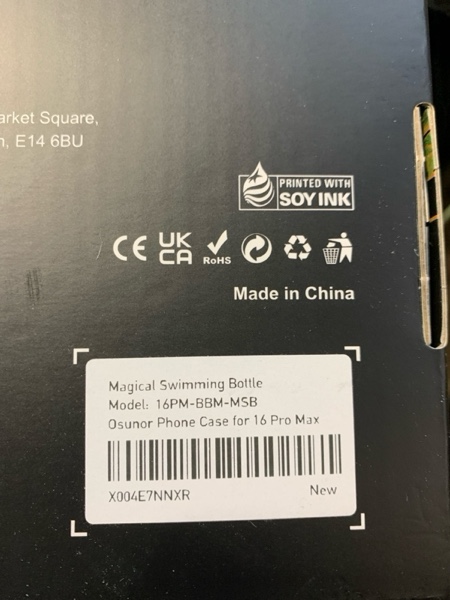 arket Square,
, E14 6BU
PRINTED WITH
SOY INK
CE
UK
CA
RoHS
Made in China
Magical Swimming Bottle
Model: 16PM-BBM-MSB
Osunor Phone Case for 16 Pro Max
X004E7NNXR
New